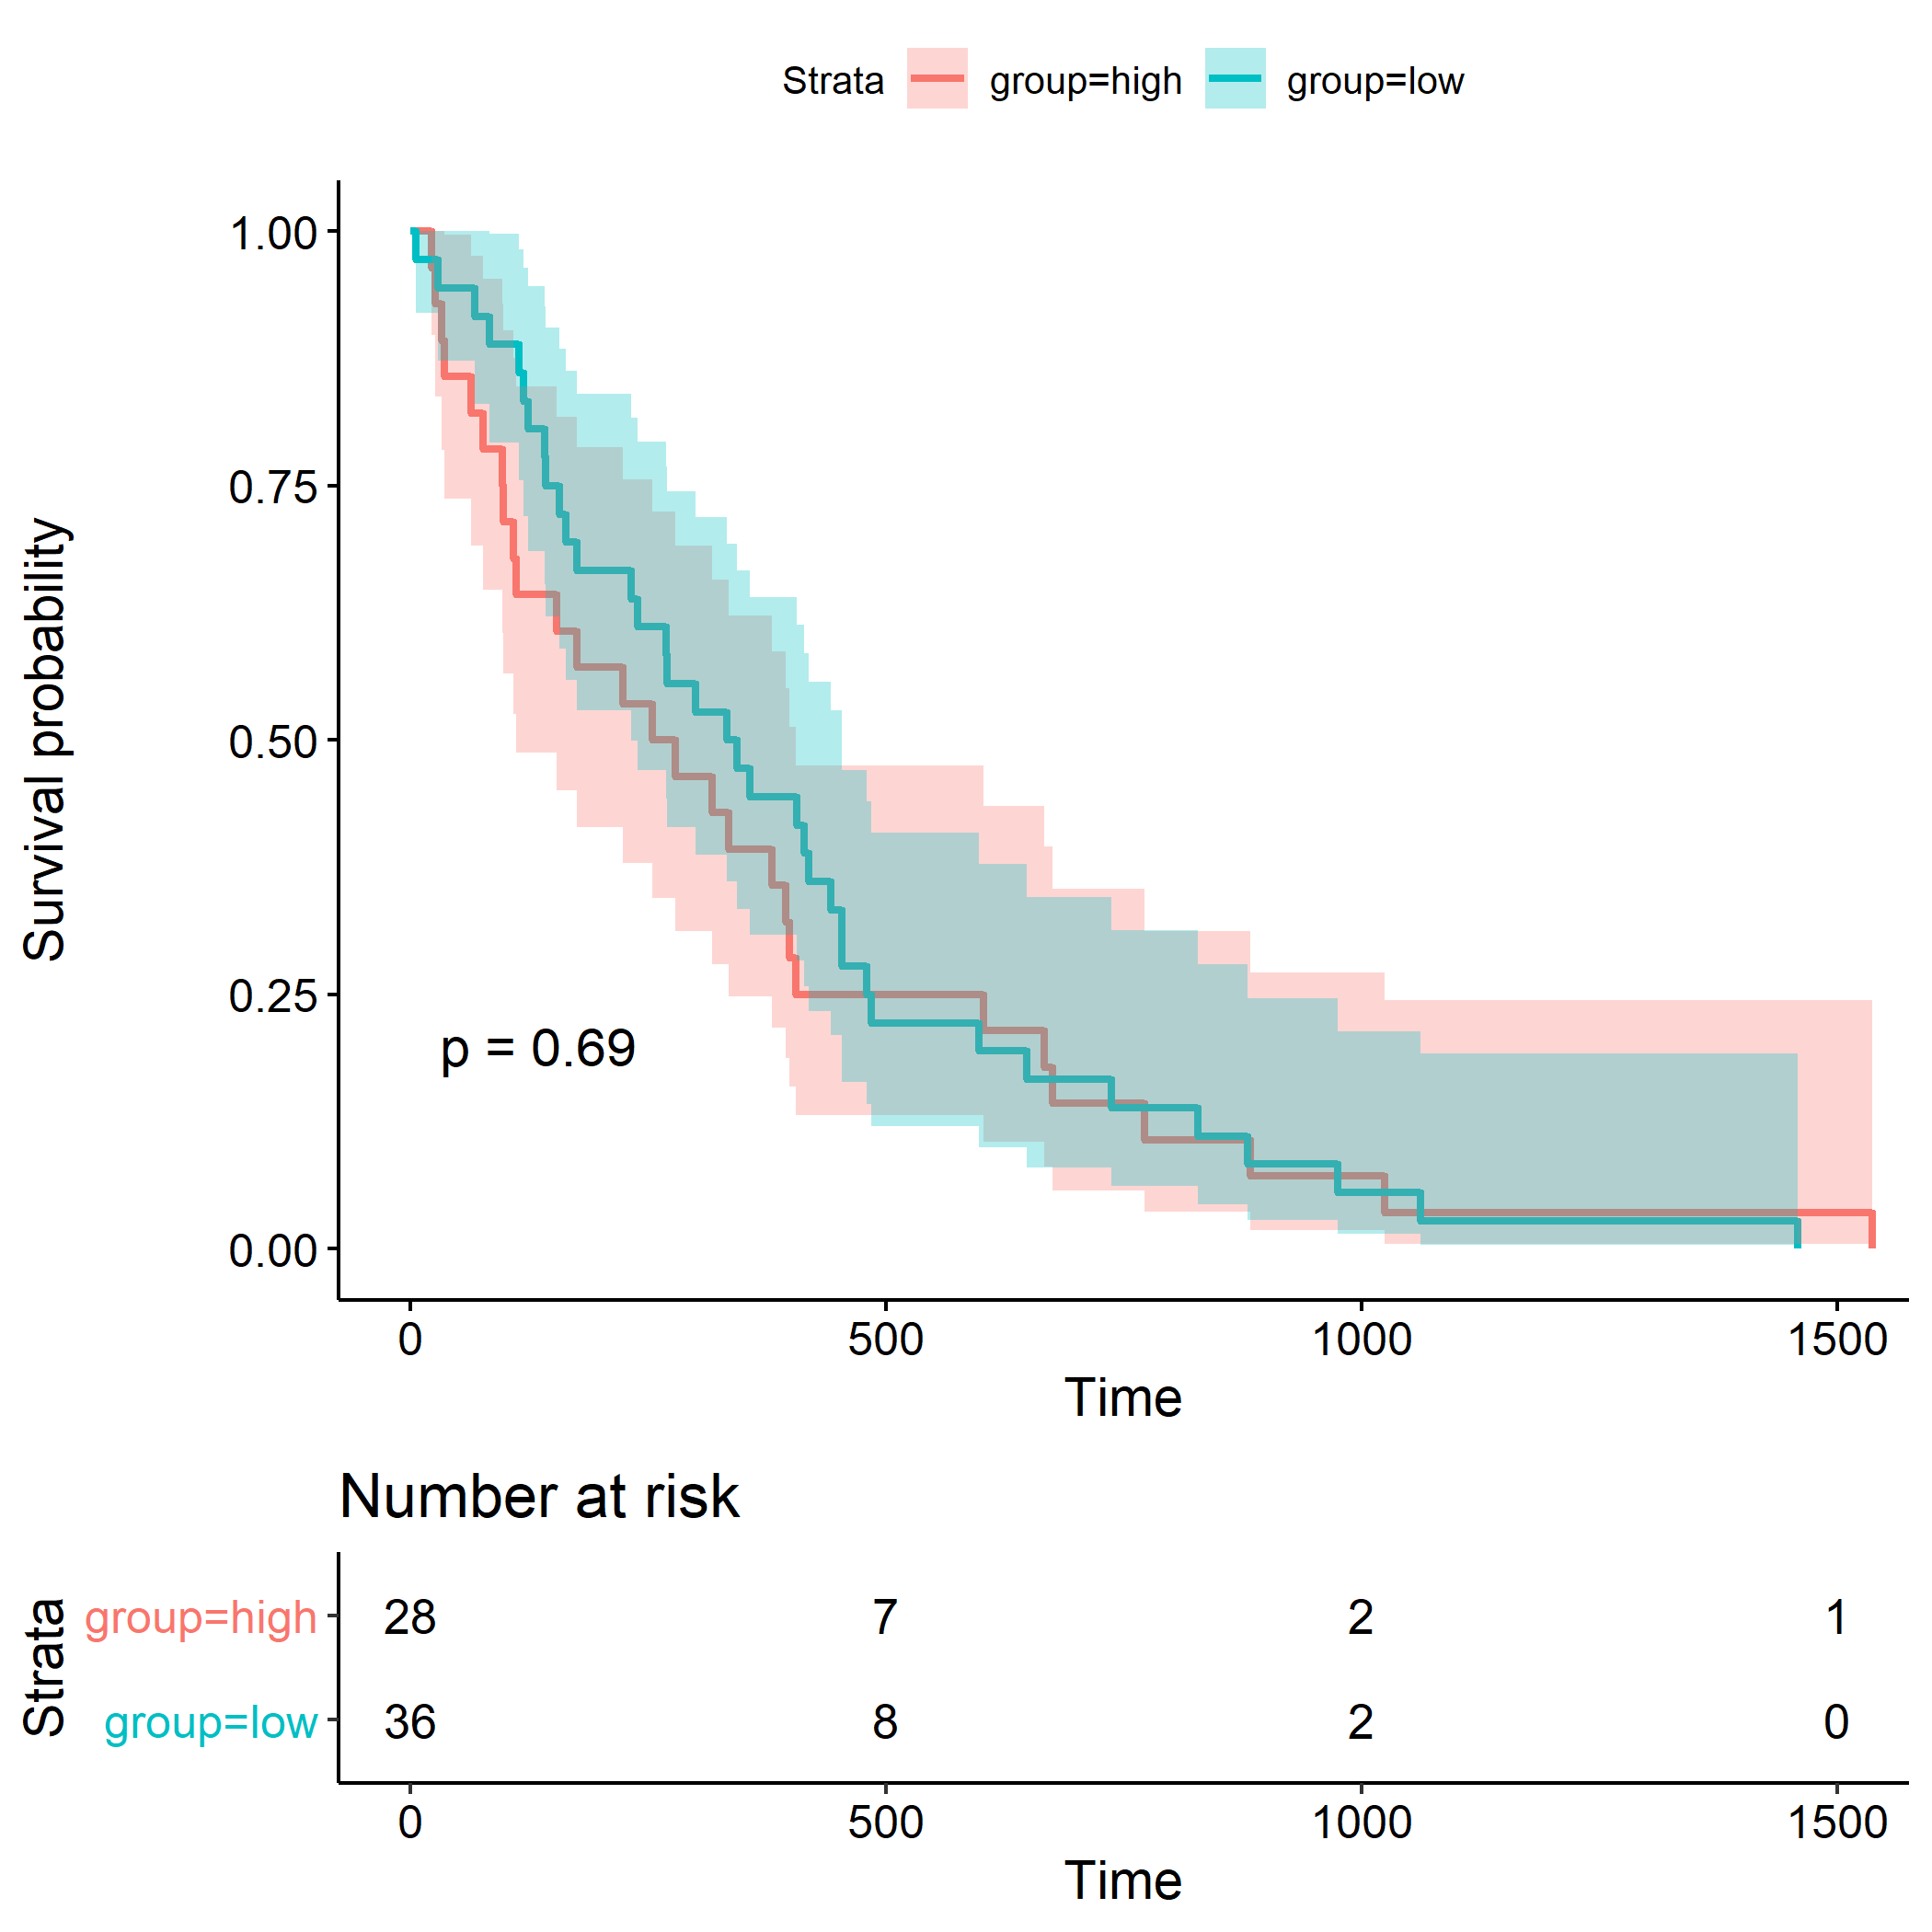 Strata group=high group=low
Survival probability
1.00
0.75
0.50
0.25
0.00
p = 0.69
0 500 1000 1500
Time
Number at risk
Strata
group=high 28 7 2 1
group=low 36 8 2 0
0 500 1000 1500
Time